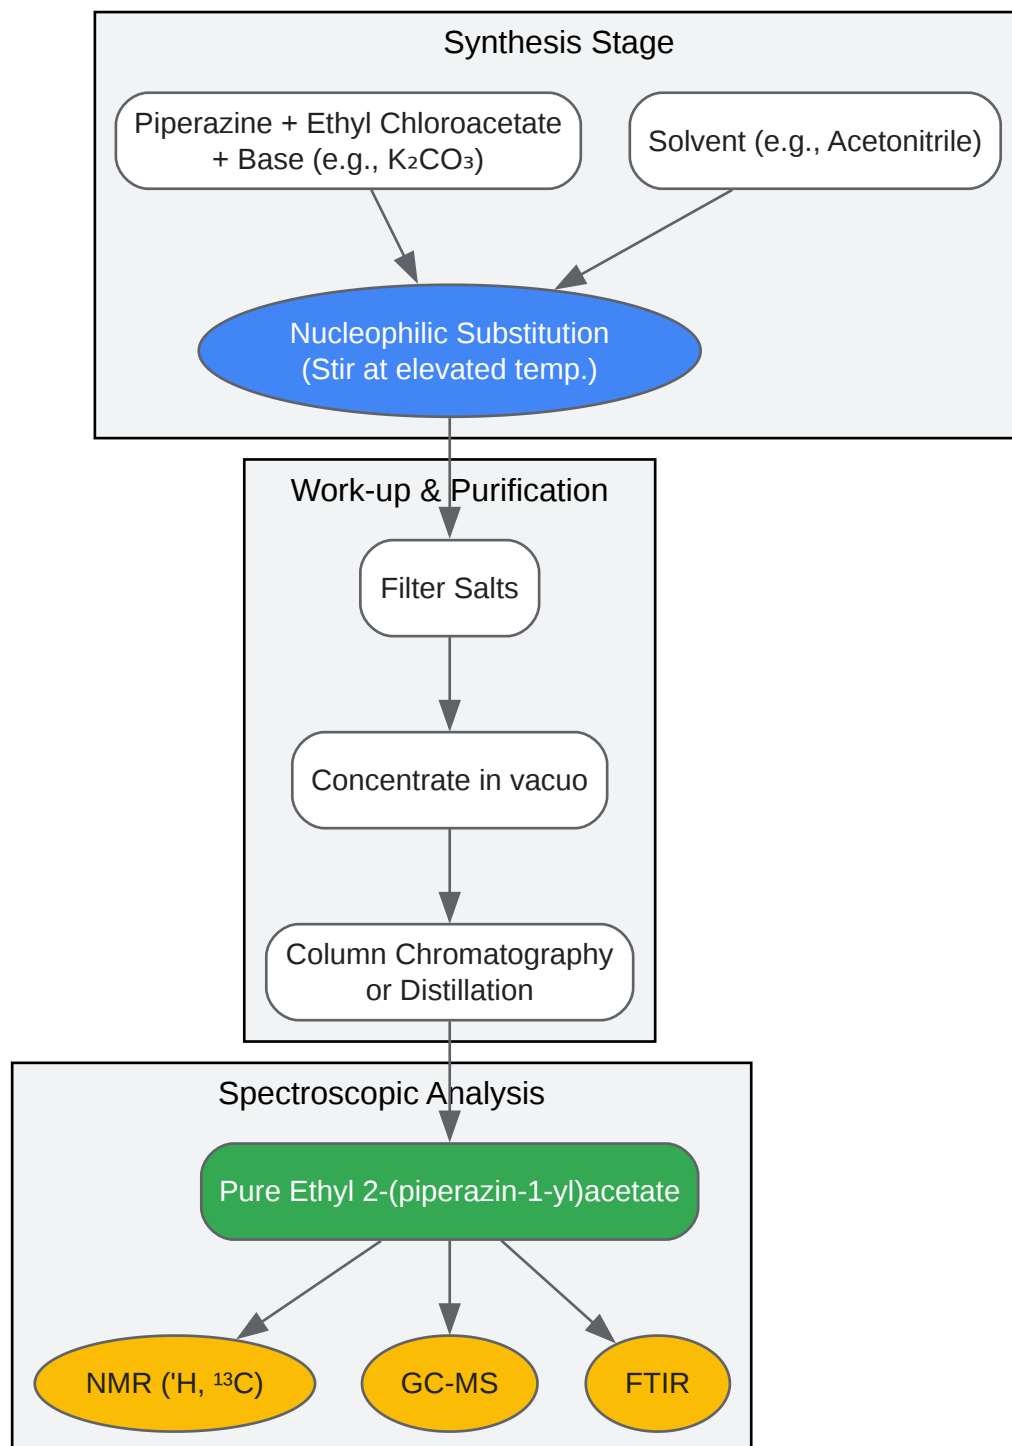 Synthesis Stage
Piperazine + Ethyl Chloroacetate
+ Base (e.g., K₂CO₃)
Solvent (e.g., Acetonitrile)
Nucleophilic Substitution
(Stir at elevated temp.)
Work-up & Purification
Filter Salts
Concentrate in vacuo
Column Chromatography
or Distillation
Spectroscopic Analysis
Pure Ethyl 2-(piperazin-1-yl)acetate
NMR ('H, ¹³C)
GC-MS
FTIR